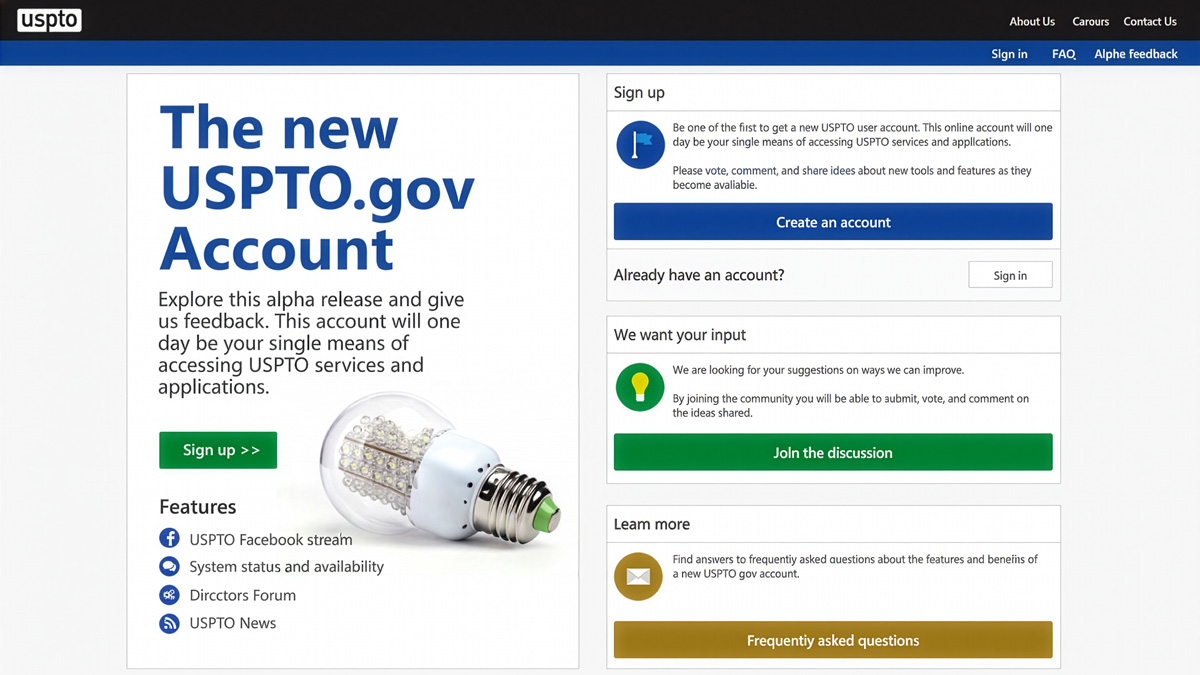 uspto
About Us Carours Contact Us
Sign in FAQ Alphe feedback
The new
USPTO.gov
Account
Explore this alpha release and give
us feedback. This account will one
day be your single means of
accessing USPTO services and
applications.
Sign up >>
Features
USPTO Facebook stream
System status and availability
Dircctors Forum
USPTO News
Sign up
Be one of the first to get a new USPTO user account. This online account will one
day be your single means of accessing USPTO services and applications.
Please vote, comment, and share idees about new tools and features as they
become avaliable.
Create an account
Already have an account?
Sign in
We want your input
We are looking for your suggestions on ways we can improve.
By joining the community you will be able to submit, vote, and comment on
the ideas shared.
Join the discussion
Learn more
Find answers to frequently asked questions about the features and benefits of
a new USPTO gov account.
Frequently asked questions